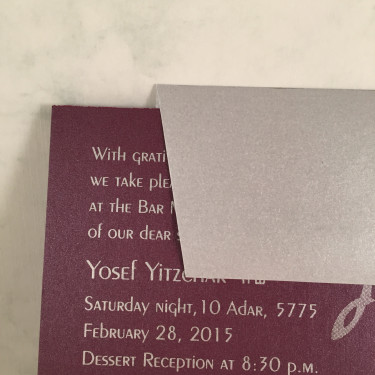 With grati
we take plea
at the Bar M
of our dear s
Yosef Yitzchak
Saturday night, 10 Adar, 5775
February 28, 2015
Dessert Reception at 8:30 p.m.